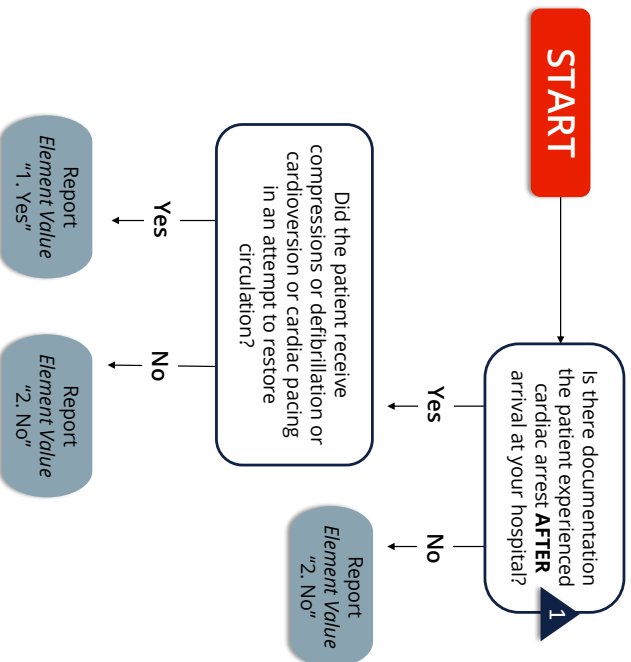 START
Is there documentation
the patient experienced
cardiac arrest AFTER
arrival at your hospital?
1
Yes
No
Did the patient receive
compressions or defibrillation or
cardioversion or cardiac pacing
in an attempt to restore
circulation?
Report
Element Value
"2. No"
Yes
No
Report
Element Value
"1. Yes"
Report
Element Value
"2. No"